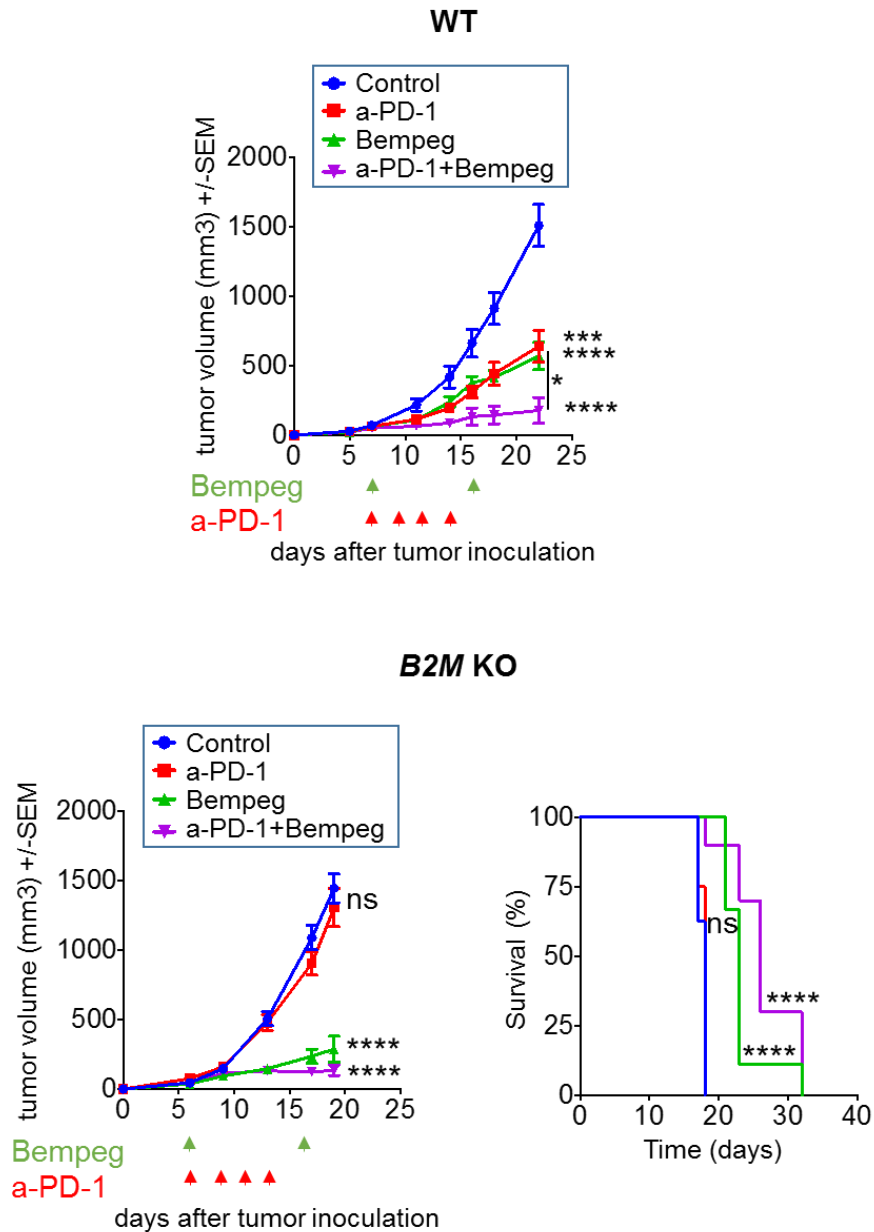 WT
Control
a-PD-1
Bempeg
a-PD-1+Bempeg
tumor volume (mm3) +/-SEM
2000
1500
1000
500
0
0 5 10 15 20 25
***
****
*
****
Bempeg
a-PD-1
days after tumor inoculation
B2M KO
Control
a-PD-1
Bempeg
a-PD-1+Bempeg
tumor volume (mm3) +/-SEM
2000
1500
1000
500
0
0 5 10 15 20 25
ns
****
****
Bempeg
a-PD-1
days after tumor inoculation
Survival (%)
100
75
50
25
0
0 10 20 30 40
ns
****
****
Time (days)